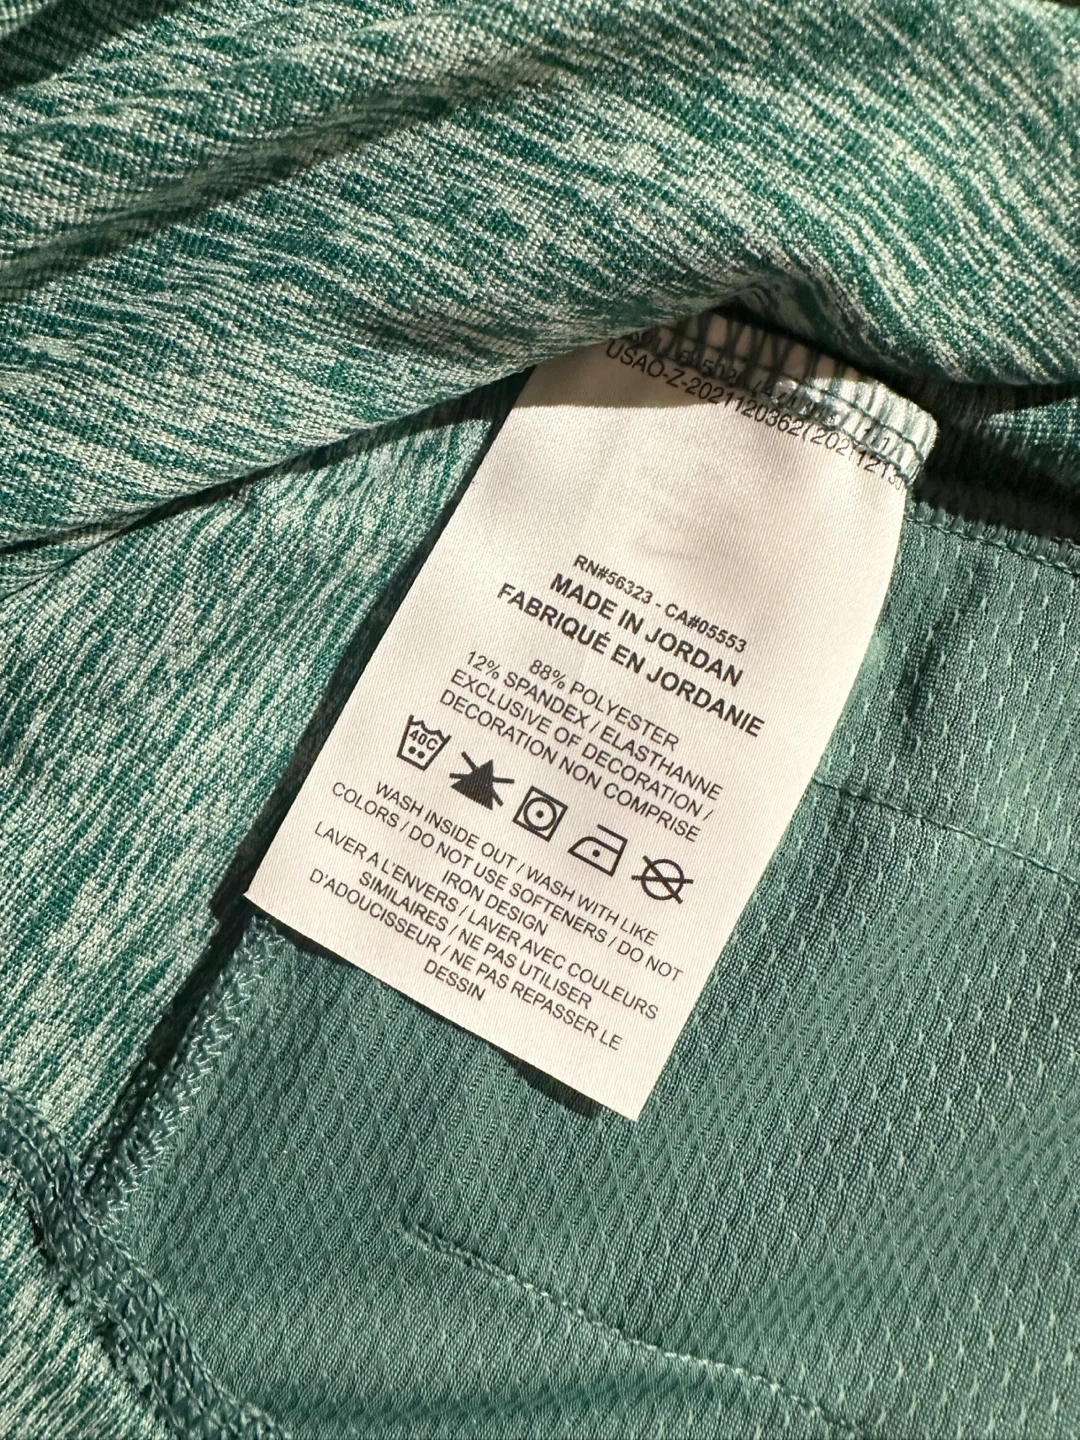 USAO-Z-2021120362(
RN#56323 - CA#05553
MADE IN JORDAN
FABRIQUÉ EN JORDANIE
88% POLYESTER
12% SPANDEX / ELASTHANNE
EXCLUSIVE OF DECORATION /
DECORATION NON COMPRISE
40C
WASH INSIDE OUT / WASH WITH LIKE
COLORS / DO NOT USE SOFTENERS / DO NOT
IRON DESIGN
LAVER A L'ENVERS / LAVER AVEC COULEURS
SIMILAIRES / NE PAS UTILISER
D'ADOUCISSEUR / NE PAS REPASSER LE
DESSIN